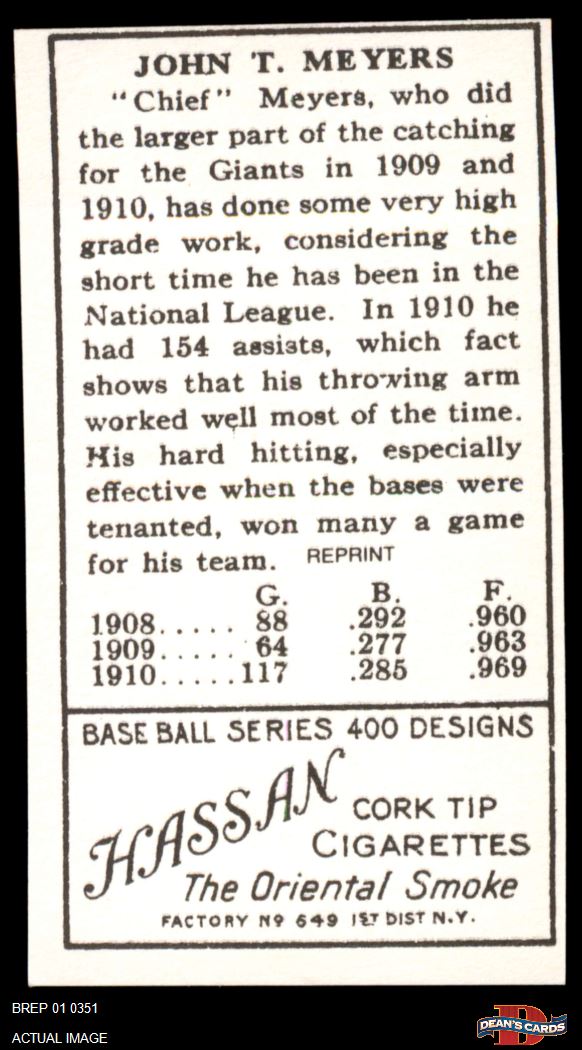 JOHN T. MEYERS
"Chief" Meyers, who did
the larger part of the catching
for the Giants in 1909 and
1910, has done some very high
grade work, considering the
short time he has been in the
National League. In 1910 he
had 154 assists, which fact
shows that his throwing arm
worked well most of the time.
His hard hitting, especially
effective when the bases were
tenanted, won many a game
for his team. REPRINT
G. B. F.
1908..... 88 .292 .960
1909...... 64 .277 .963
1910.....117 .285 .969
BASE BALL SERIES 400 DESIGNS
HASSAN
CORK TIP
CIGARETTES
The Oriental Smoke
FACTORY No 649 1ST DIST N.Y.
BREP 01 0351
ACTUAL IMAGE
D
DEAN'S CARDS